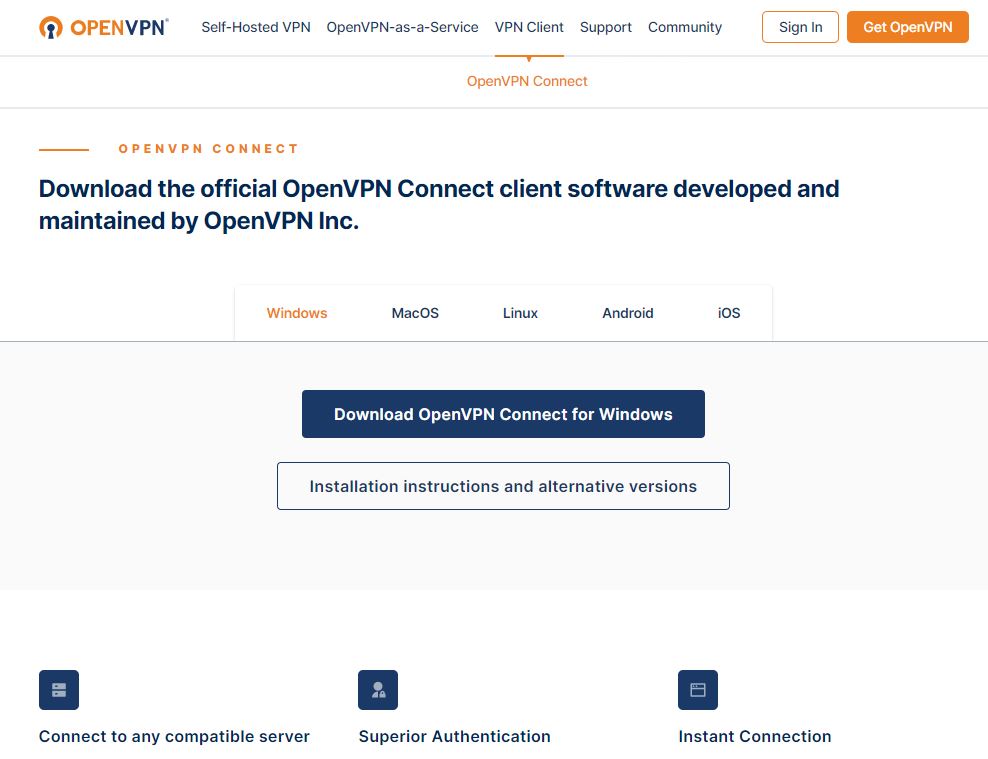 OPENVPN®
Self-Hosted VPN
OpenVPN-as-a-Service
VPN Client
Support
Community
Sign In
Get OpenVPN
OpenVPN Connect
OPENVPN CONNECT
Download the official OpenVPN Connect client software developed and
maintained by OpenVPN Inc.
Windows
MacOS
Linux
Android
iOS
Download OpenVPN Connect for Windows
Installation instructions and alternative versions
Connect to any compatible server
Superior Authentication
Instant Connection